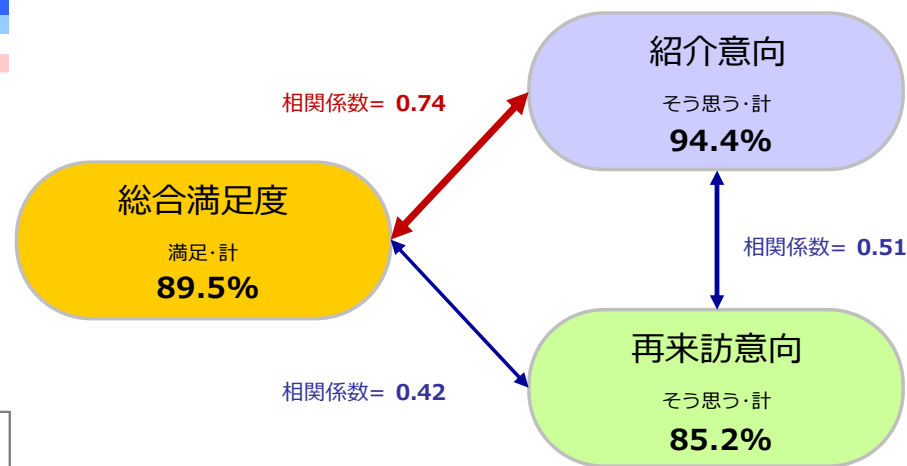 紹介意向
そう思う・計
94.4%
相関係数= 0.74
総合満足度
満足・計
89.5%
相関係数= 0.51
相関係数= 0.42
再来訪意向
そう思う・計
85.2%